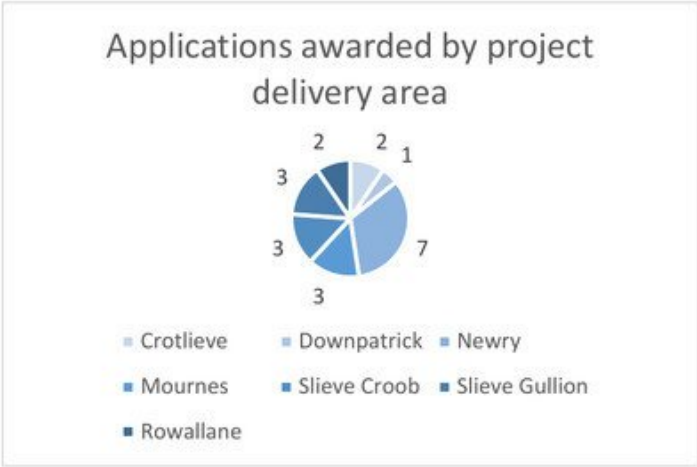 Applications awarded by project
delivery area
2
2
1
3
7
3
3
Crotlieve
Downpatrick
Newry
Mournes
Slieve Croob
Slieve Gullion
Rowallane